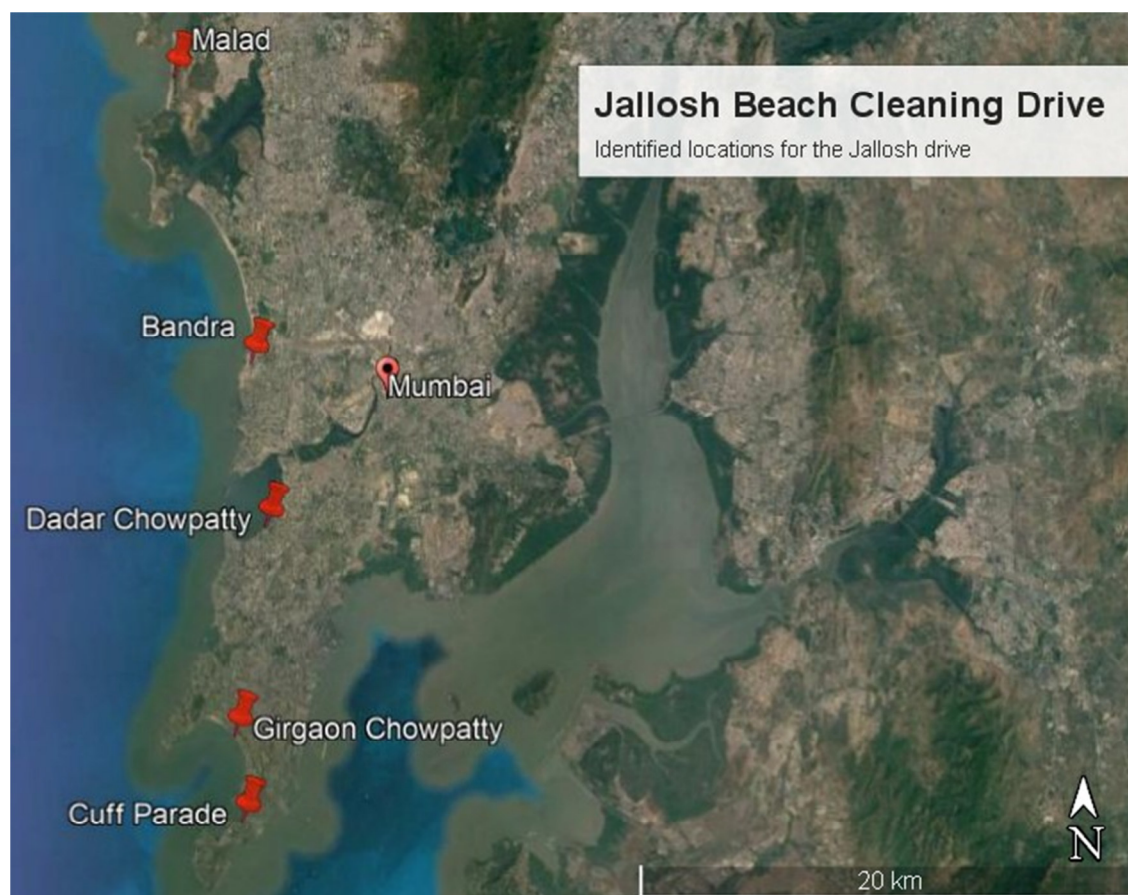 Malad
Jallosh Beach Cleaning Drive
Identified locations for the Jallosh drive
Bandra
Mumbai
Dadar Chowpatty
Girgaon Chowpatty
Cuff Parade
N
20 km